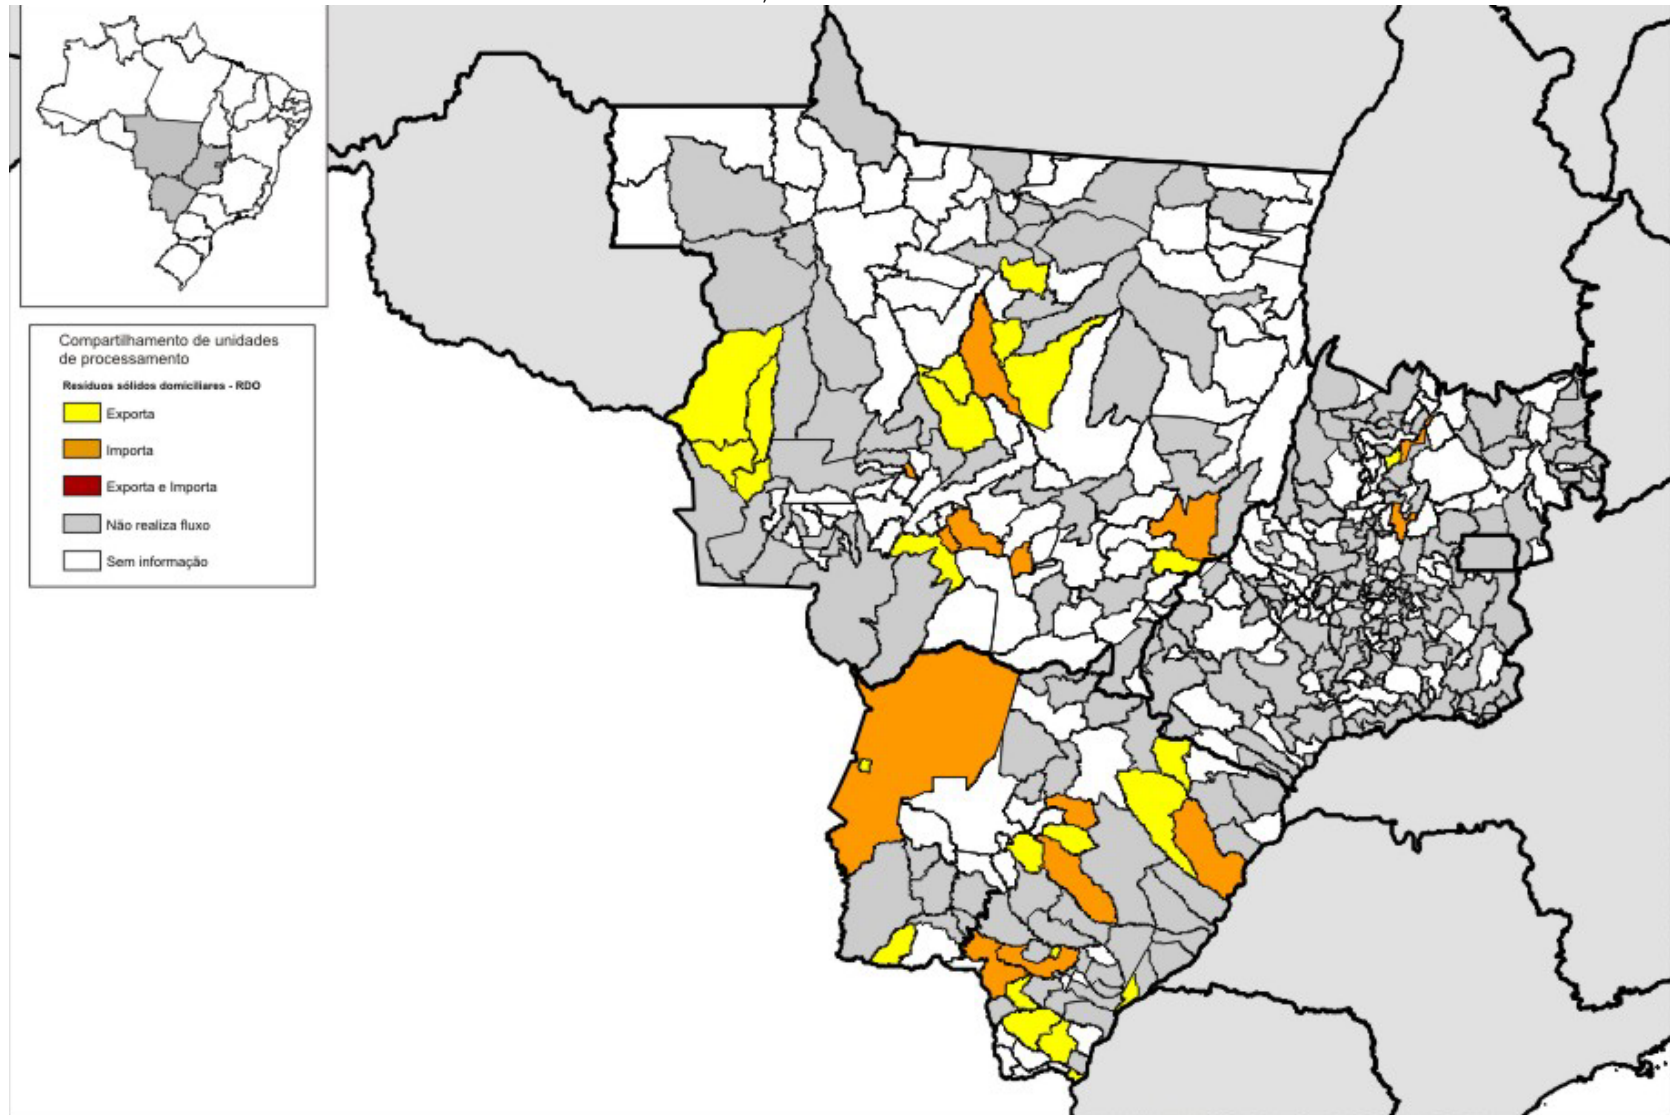 Compartilhamento de unidades
de processamento
Resíduos sólidos domiciliares - RDO
Exporta
Importa
Exporta e Importa
Não realiza fluxo
Sem informação